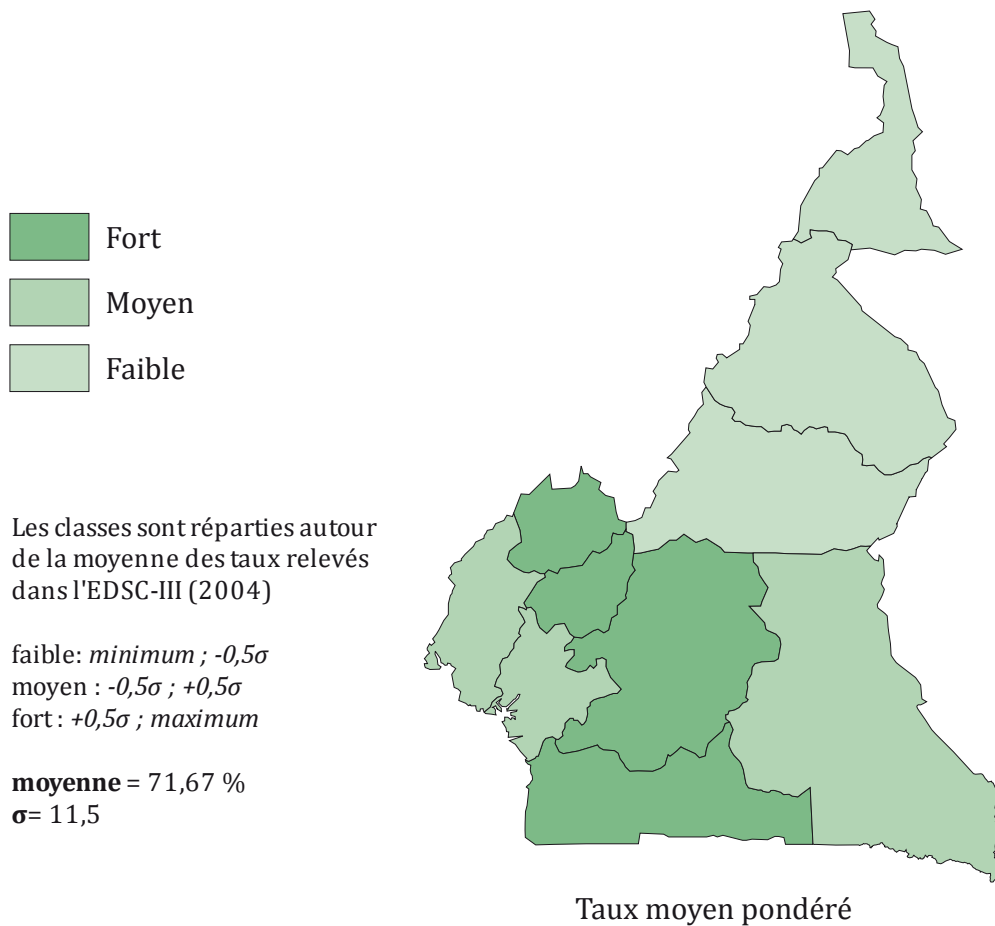 Fort
Moyen
Faible
Les classes sont réparties autour
de la moyenne des taux relevés
dans l'EDSC-III (2004)
faible: minimum ; -0,5σ
moyen : -0,5σ ; +0,5σ
fort : +0,5σ ; maximum
moyenne = 71,67 %
σ= 11,5
Taux moyen pondéré